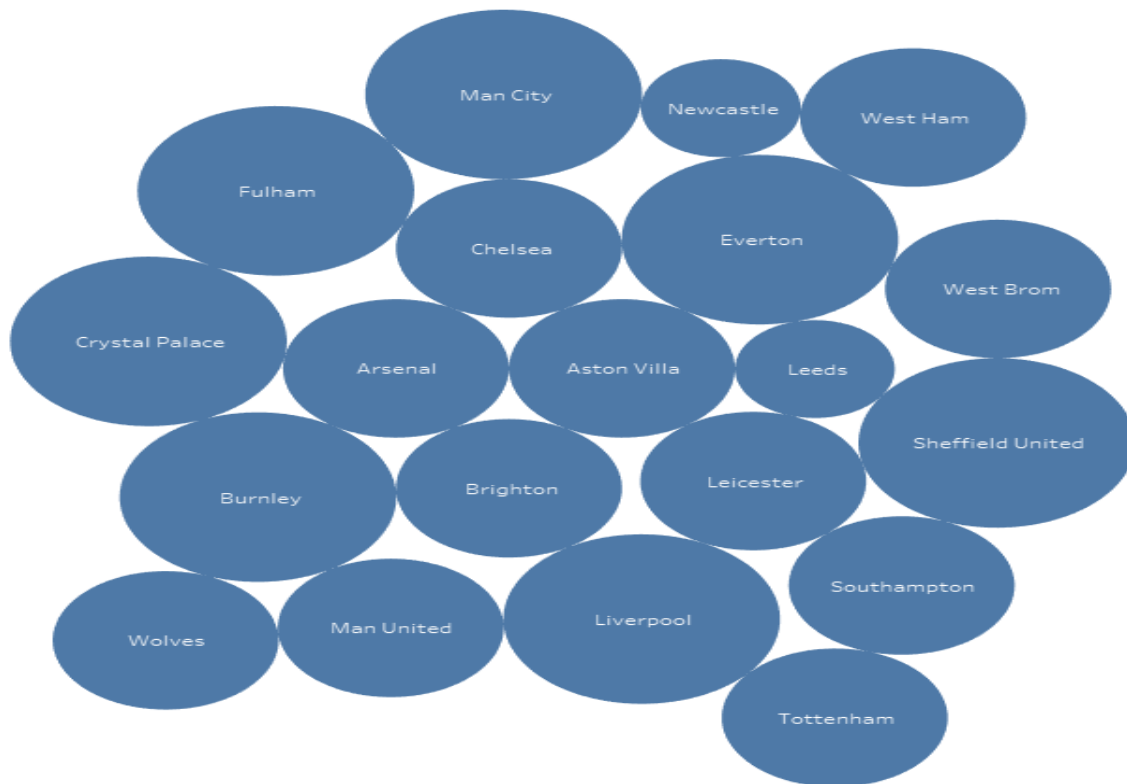 Man City
Newcastle
West Ham
Fulham
Chelsea
Everton
West Brom
Crystal Palace
Arsenal
Aston Villa
Leeds
Sheffield United
Burnley
Brighton
Leicester
Southampton
Wolves
Man United
Liverpool
Tottenham